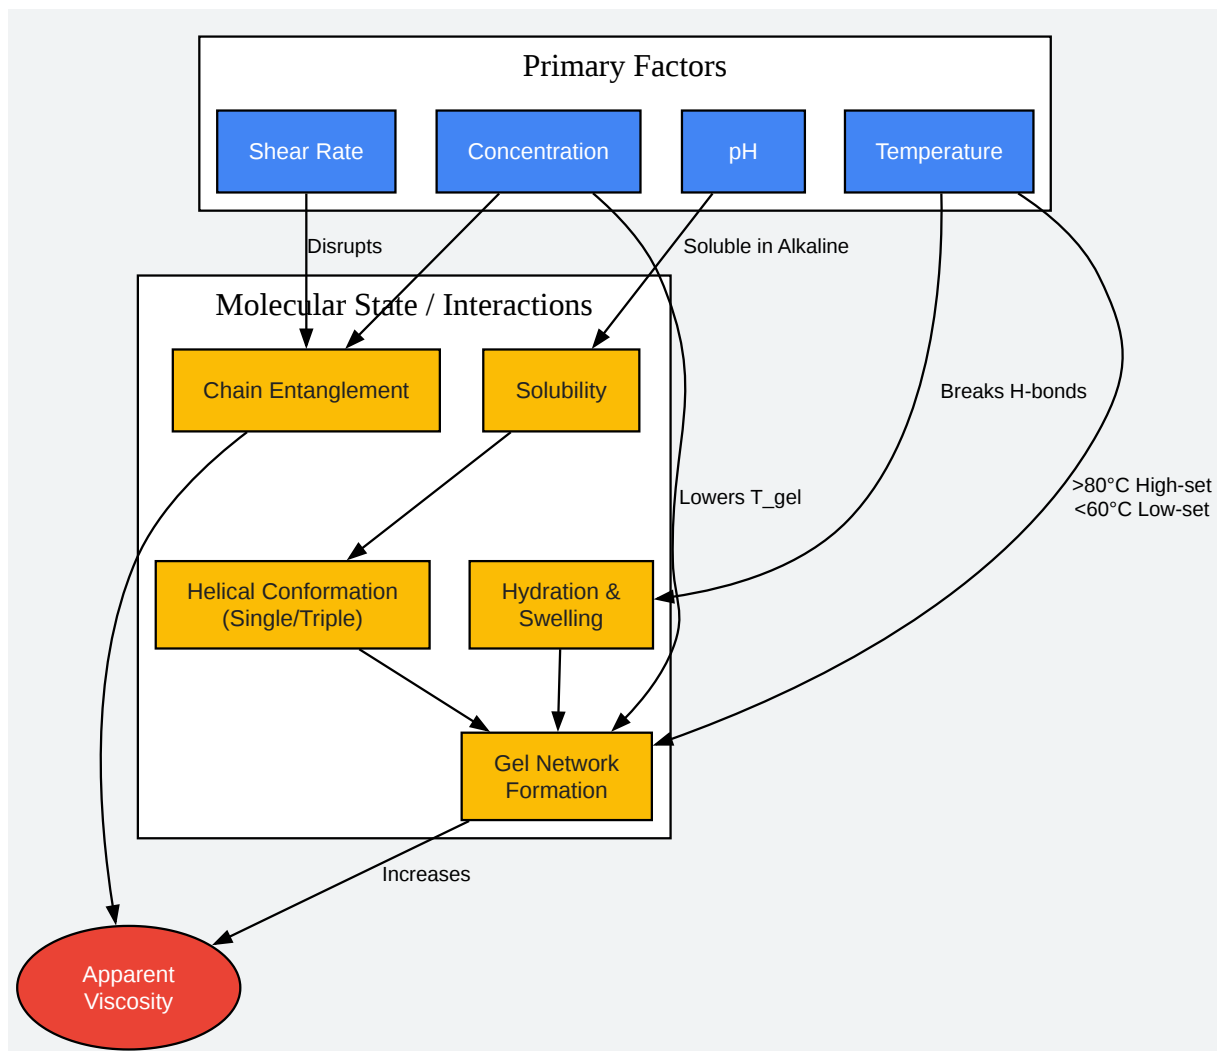 Primary Factors
Shear Rate
Concentration
pH
Temperature
Disrupts
Soluble in Alkaline
Molecular State / Interactions
Chain Entanglement
Solubility
Breaks H-bonds
Lowers T_gel
>80°C High-set
<60°C Low-set
Helical Conformation
(Single/Triple)
Hydration &
Swelling
Gel Network
Formation
Increases
Apparent
Viscosity